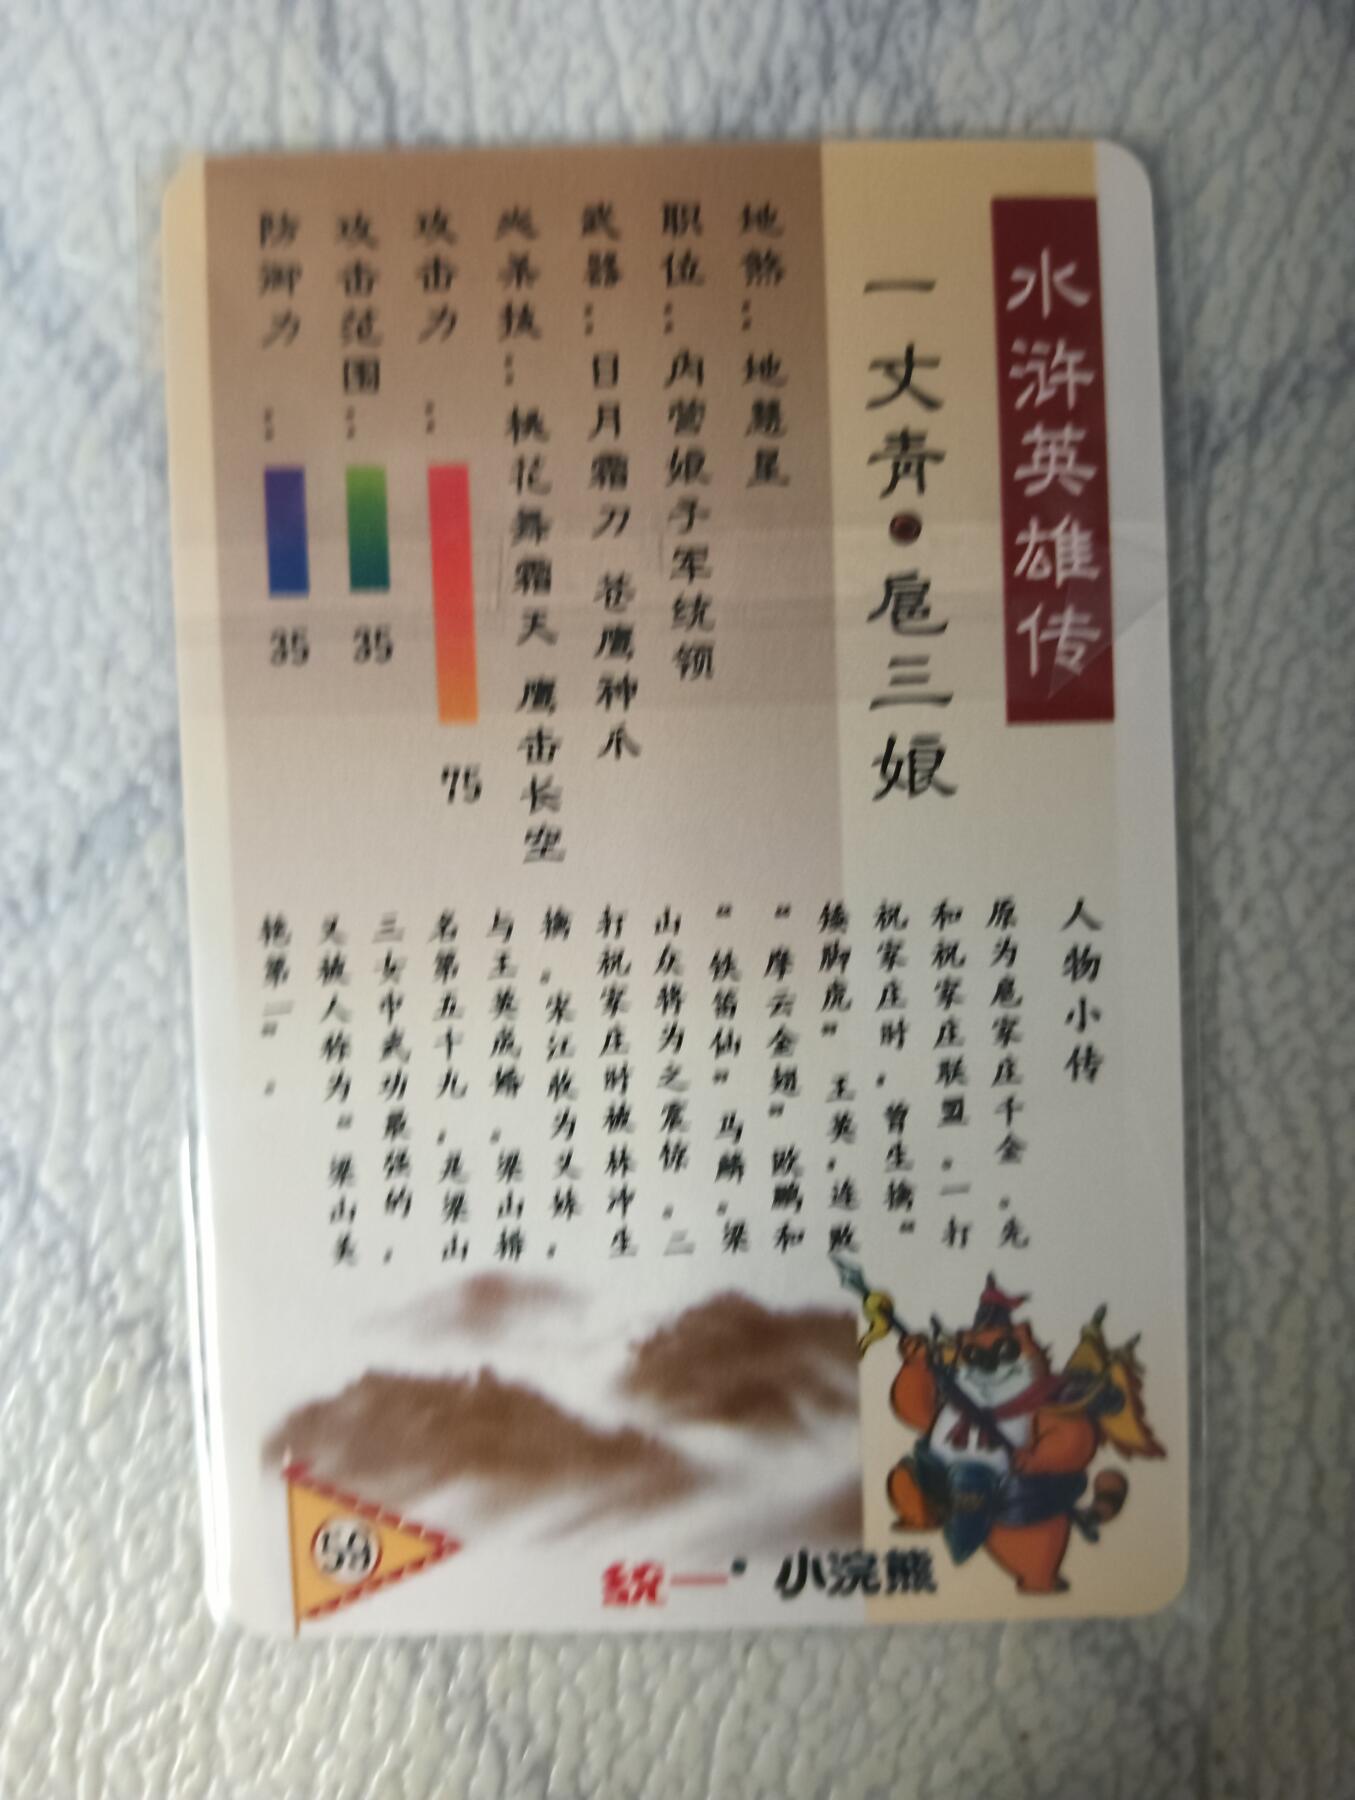 水浒英雄传
一丈青·扈三娘
地煞：地慧星
职位：内营娘子军统领
武器：日月霜刀 苍鹰神爪
必杀技：桃花舞霜天 鹰击长空
攻击力：75
攻击范围：35
防御力：35
人物小传
原为扈家庄千金。先
和祝家庄联盟。一打
祝家庄时，曾生擒“
矮脚虎”王英，连败
“摩云金翅”欧鹏和
“铁笛仙”马麟。梁
山众将为之震惊。二
打祝家庄时被林冲生
擒。宋江收为义妹，
与王英成婚。梁山排
名第五十九，是梁山
三女中武功最强的，
又被人称为“梁山美
艳第一”。
59
统一·小浣熊